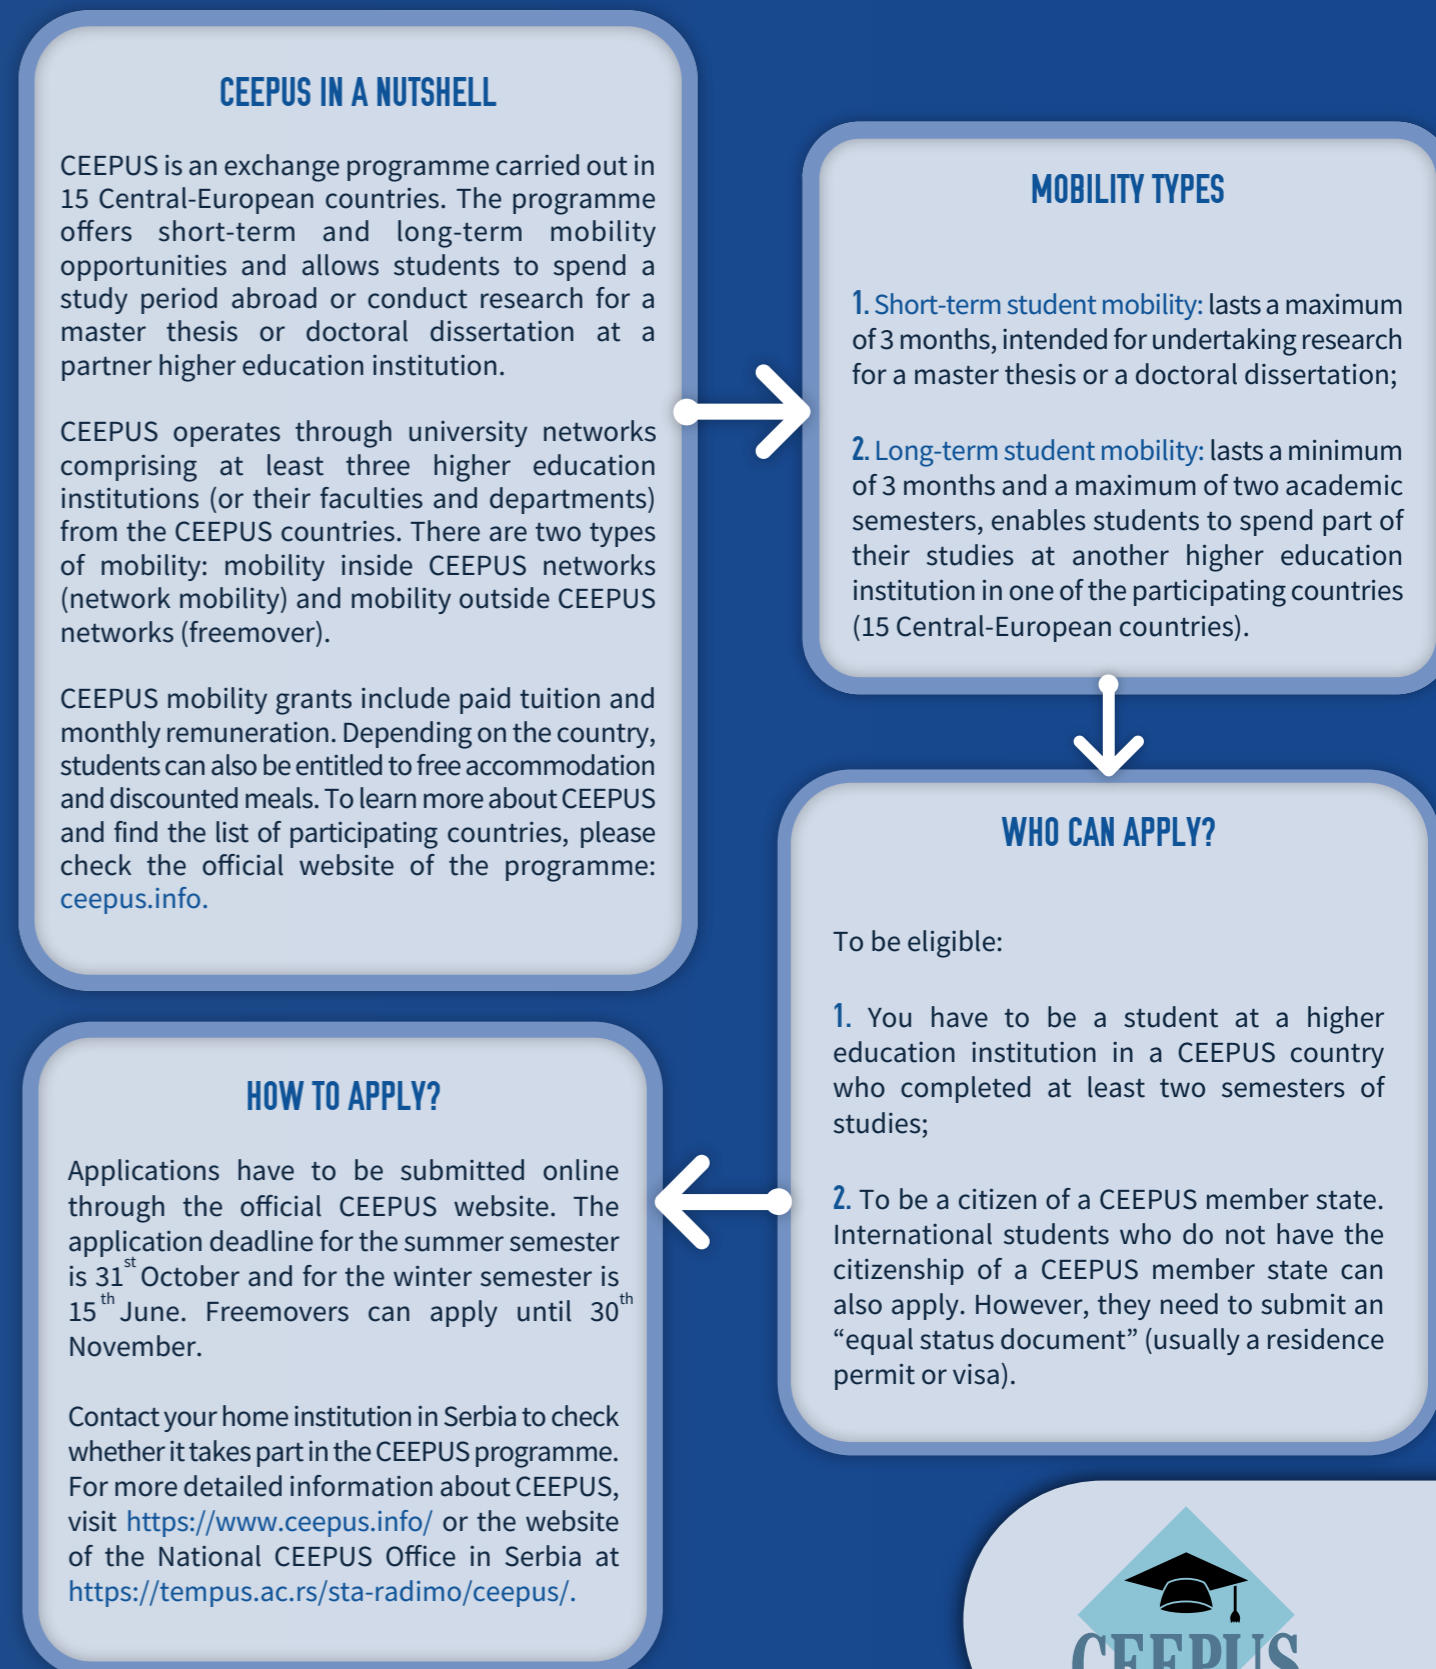 CEEPUS IN A NUTSHELL
CEEPUS is an exchange programme carried out in
15 Central-European countries. The programme
offers short-term and long-term mobility
opportunities and allows students to spend a
study period abroad or conduct research for a
master thesis or doctoral dissertation at a
partner higher education institution.
CEEPUS operates through university networks
comprising at least three higher education
institutions (or their faculties and departments)
from the CEEPUS countries. There are two types
of mobility: mobility inside CEEPUS networks
(network mobility) and mobility outside CEEPUS
networks (freemover).
CEEPUS mobility grants include paid tuition and
monthly remuneration. Depending on the country,
students can also be entitled to free accommodation
and discounted meals. To learn more about CEEPUS
and find the list of participating countries, please
check the official website of the programme:
ceepus.info.
MOBILITY TYPES
1. Short-term student mobility: lasts a maximum
of 3 months, intended for undertaking research
for a master thesis or a doctoral dissertation;
2. Long-term student mobility: lasts a minimum
of 3 months and a maximum of two academic
semesters, enables students to spend part of
their studies at another higher education
institution in one of the participating countries
(15 Central-European countries).
WHO CAN APPLY?
To be eligible:
1. You have to be a student at a higher
education institution in a CEEPUS country
who completed at least two semesters of
studies;
2. To be a citizen of a CEEPUS member state.
International students who do not have the
citizenship of a CEEPUS member state can
also apply. However, they need to submit an
“equal status document” (usually a residence
permit or visa).
HOW TO APPLY?
Applications have to be submitted online
through the official CEEPUS website. The
application deadline for the summer semester
is 31st October and for the winter semester is
15th June. Freemovers can apply until 30th
November.
Contact your home institution in Serbia to check
whether it takes part in the CEEPUS programme.
For more detailed information about CEEPUS,
visit https://www.ceepus.info/ or the website
of the National CEEPUS Office in Serbia at
https://tempus.ac.rs/sta-radimo/ceepus/.
CEEPUS